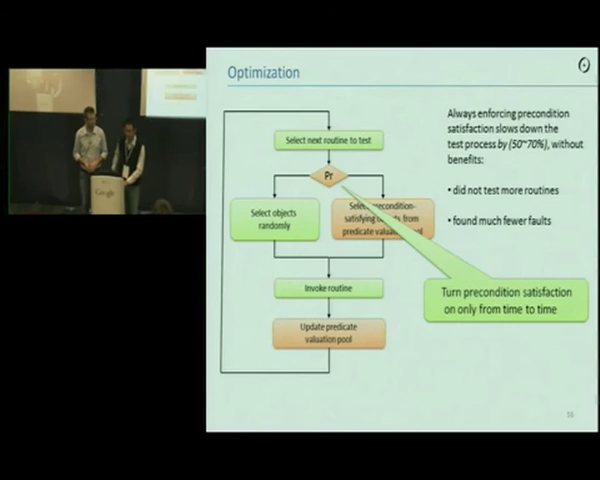 Optimization
Select next routine to test
Pr
Select objects
randomly
Select precondition-
satisfying from
predicate valuation
Invoke routine
Update predicate
valuation pool
Always enforcing precondition
satisfaction slows down the
test process by (50~70%), without
benefits:
• did not test more routines
• found much fewer faults
Turn precondition satisfaction
on only from time to time
Google